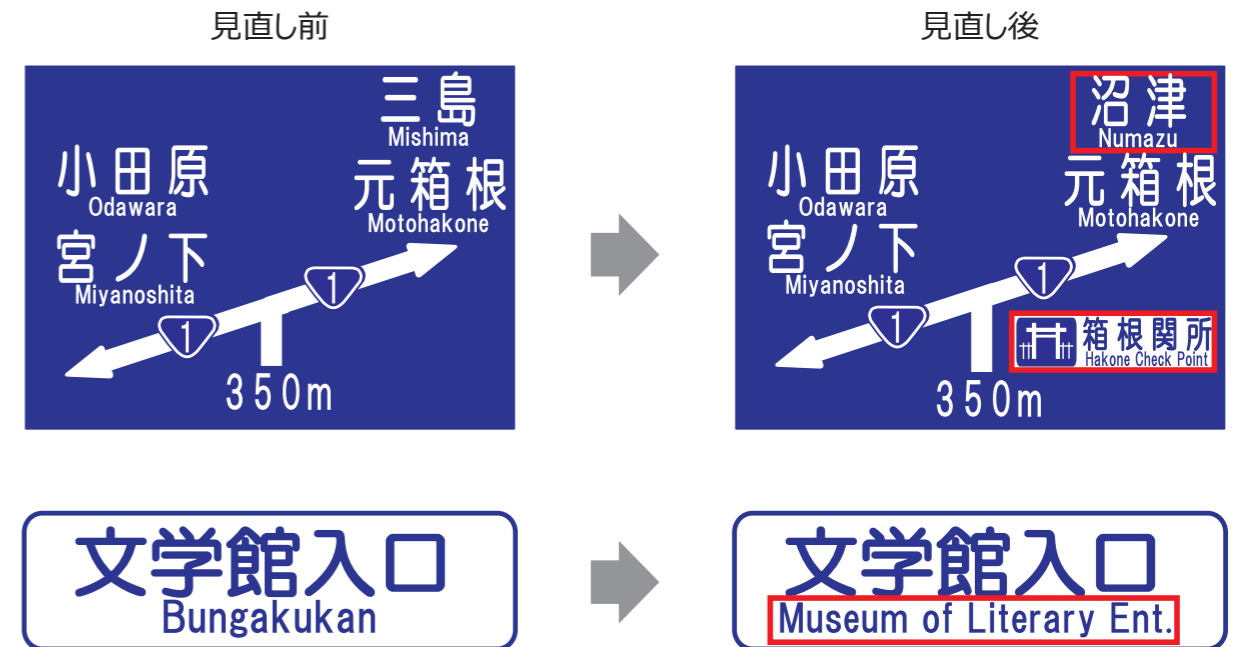 見直し前
見直し後
三島
Mishima
小田原
Odawara
元箱根
Motohakone
宮ノ下
Miyanoshita
1
1
350m
沼津
Numazu
小田原
Odawara
元箱根
Motohakone
宮ノ下
Miyanoshita
1
1
箱根関所
Hakone Check Point
350m
文学館入口
Bungakukan
文学館入口
Museum of Literary Ent.